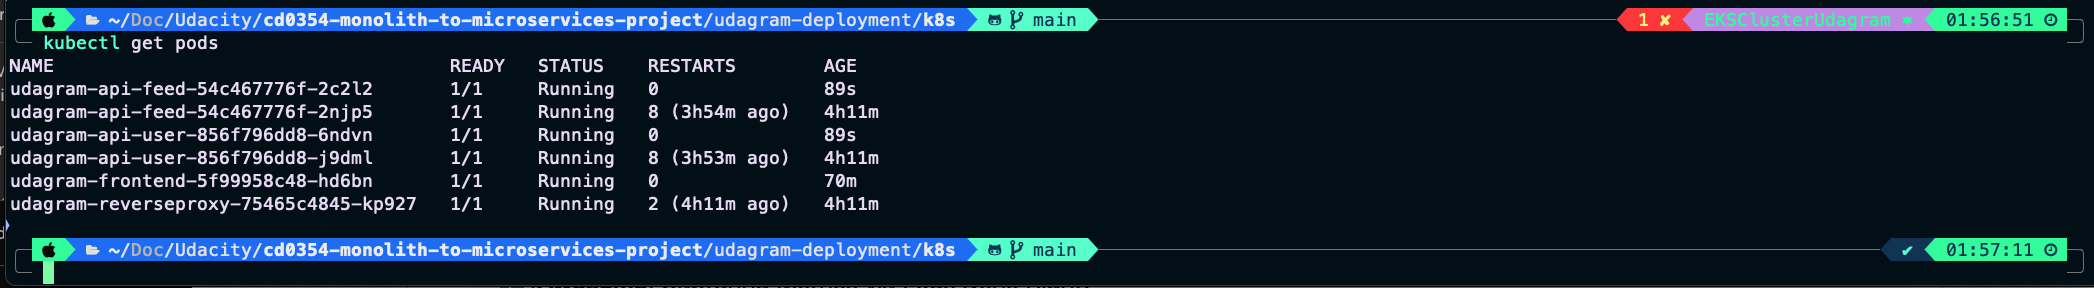 ~/Doc/Udacity/cd0354-monolith-to-microservices-project/udagram-deployment/k8s main 1 ✘ EKSClusterUdagram ⎈ 01:56:51
kubectl get pods
NAME READY STATUS RESTARTS AGE
udagram-api-feed-54c467776f-2c2l2 1/1 Running 0 89s
udagram-api-feed-54c467776f-2njp5 1/1 Running 8 (3h54m ago) 4h11m
udagram-api-user-856f796dd8-6ndvn 1/1 Running 0 89s
udagram-api-user-856f796dd8-j9dml 1/1 Running 8 (3h53m ago) 4h11m
udagram-frontend-5f99958c48-hd6bn 1/1 Running 0 70m
udagram-reverseproxy-75465c4845-kp927 1/1 Running 2 (4h11m ago) 4h11m
~/Doc/Udacity/cd0354-monolith-to-microservices-project/udagram-deployment/k8s main ✔ 01:57:11